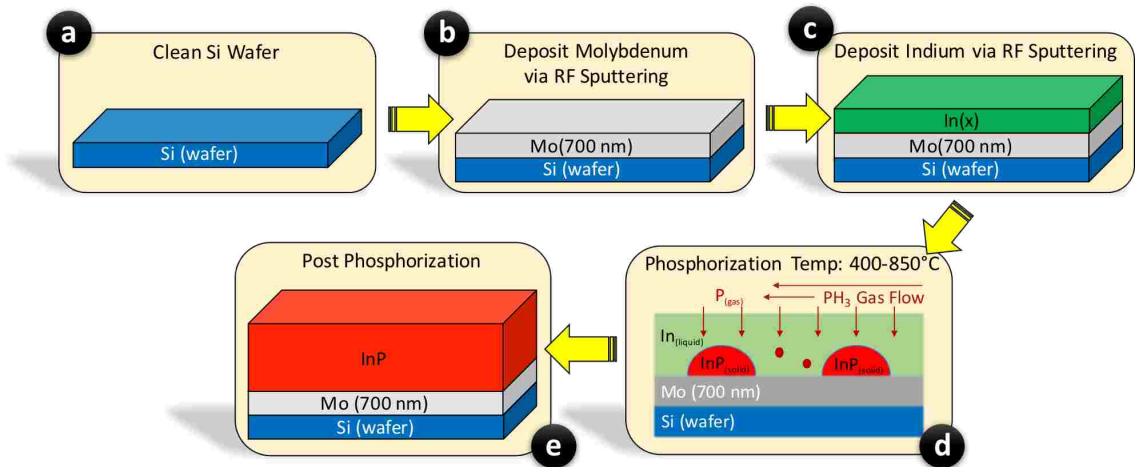 a
Clean Si Wafer
Si (wafer)
b
Deposit Molybdenum
via RF Sputtering
Mo(700 nm)
Si (wafer)
c
Deposit Indium via RF Sputtering
In(x)
Mo(700 nm)
Si (wafer)
Phosphorization Temp: 400-850°C
P(gas)
PH3 Gas Flow
In(liquid)
InP(solid)
InP(solid)
Mo (700 nm)
Si (wafer)
d
Post Phosphorization
InP
Mo (700 nm)
Si (wafer)
e